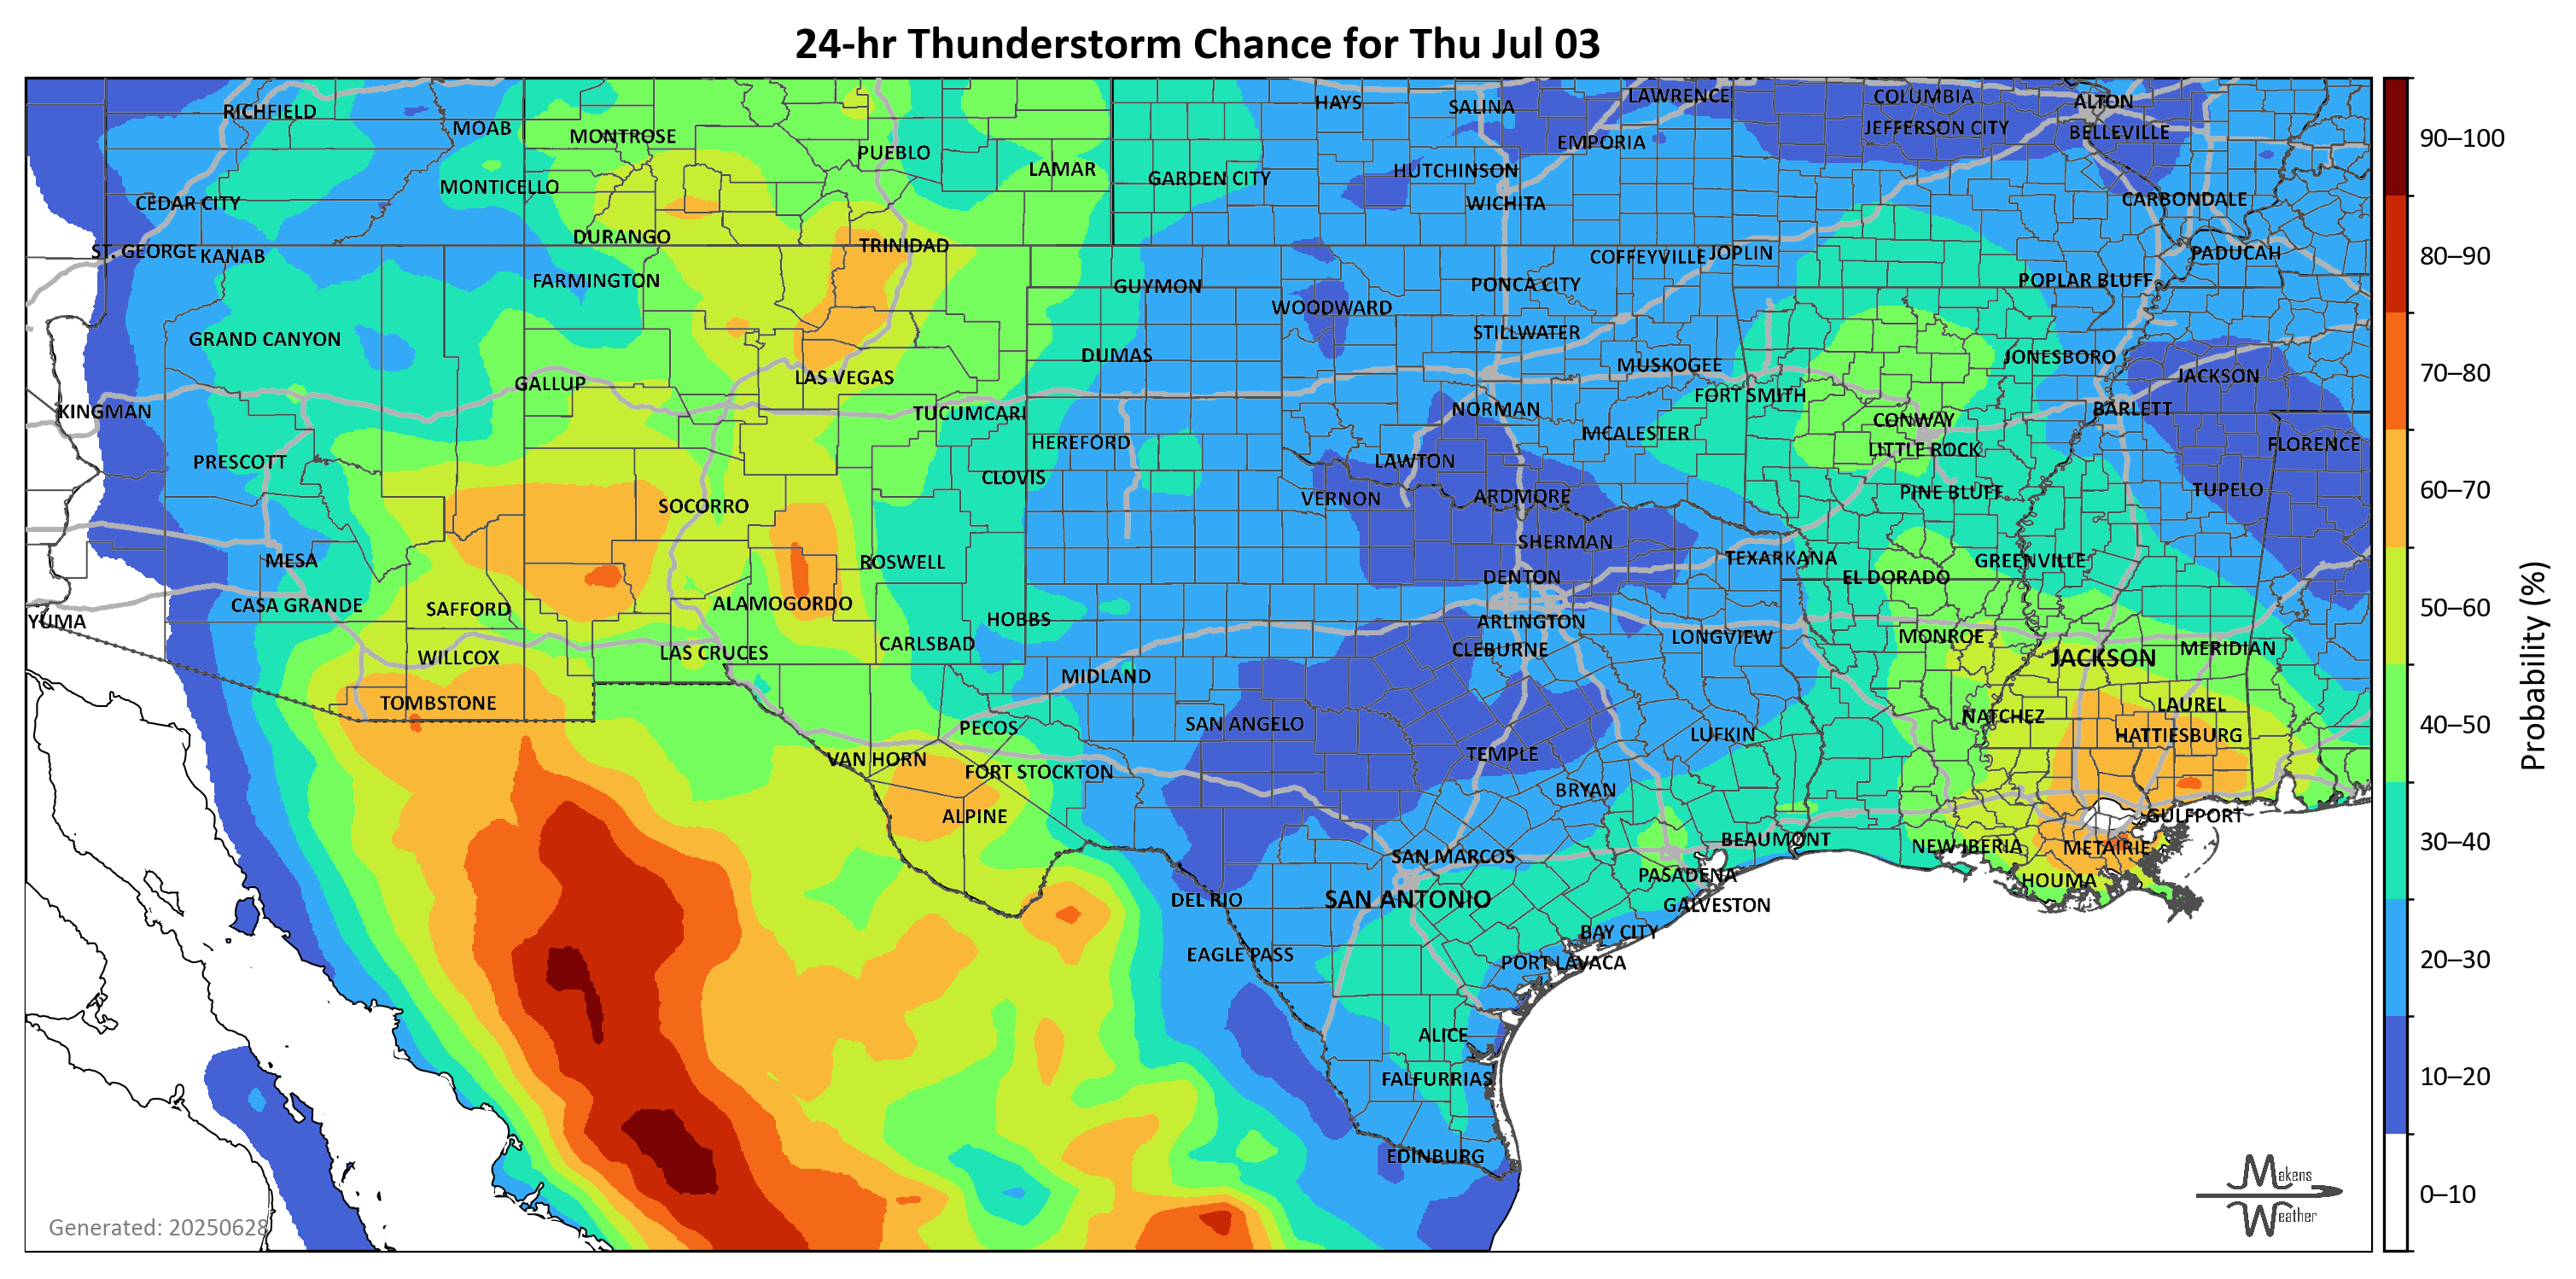 24-hr Thunderstorm Chance for Thu Jul 03
RICHFIELD
MOAB
MONTROSE
PUEBLO
LAMAR
HAYS
SALINA
LAWRENCE
COLUMBIA
ALTON
JEFFERSON CITY
BELLEVILLE
EMPORIA
HUTCHINSON
GARDEN CITY
MONTICELLO
CEDAR CITY
WICHITA
CARBONDALE
DURANGO
TRINIDAD
ST. GEORGE
KANAB
COFFEYVILLE
JOPLIN
PADUCAH
FARMINGTON
GUYMON
PONCA CITY
POPLAR BLUFF
WOODWARD
STILLWATER
GRAND CANYON
DUMAS
MUSKOGEE
JONESBORO
GALLUP
LAS VEGAS
JACKSON
FORT SMITH
KINGMAN
TUCUMCARI
NORMAN
BARLETT
CONWAY
HEREFORD
MCALESTER
LITTLE ROCK
FLORENCE
PRESCOTT
CLOVIS
LAWTON
VERNON
ARDMORE
PINE BLUFF
TUPELO
SOCORRO
SHERMAN
MESA
ROSWELL
TEXARKANA
GREENVILLE
DENTON
EL DORADO
CASA GRANDE
SAFFORD
ALAMOGORDO
YUMA
HOBBS
ARLINGTON
LONGVIEW
MONROE
CARLSBAD
CLEBURNE
LAS CRUCES
WILLCOX
JACKSON
MERIDIAN
MIDLAND
TOMBSTONE
LAUREL
NATCHEZ
PECOS
SAN ANGELO
LUFKIN
HATTIESBURG
VAN HORN
TEMPLE
FORT STOCKTON
BRYAN
ALPINE
GULFPORT
BEAUMONT
NEW IBERIA
METAIRIE
SAN MARCOS
PASADENA
HOUMA
DEL RIO
SAN ANTONIO
GALVESTON
BAY CITY
EAGLE PASS
PORT LAVACA
ALICE
FALFURRIAS
EDINBURG
Generated: 20250628
Makens
Weather
90–100
80–90
70–80
60–70
50–60
40–50
30–40
20–30
10–20
0–10
Probability (%)